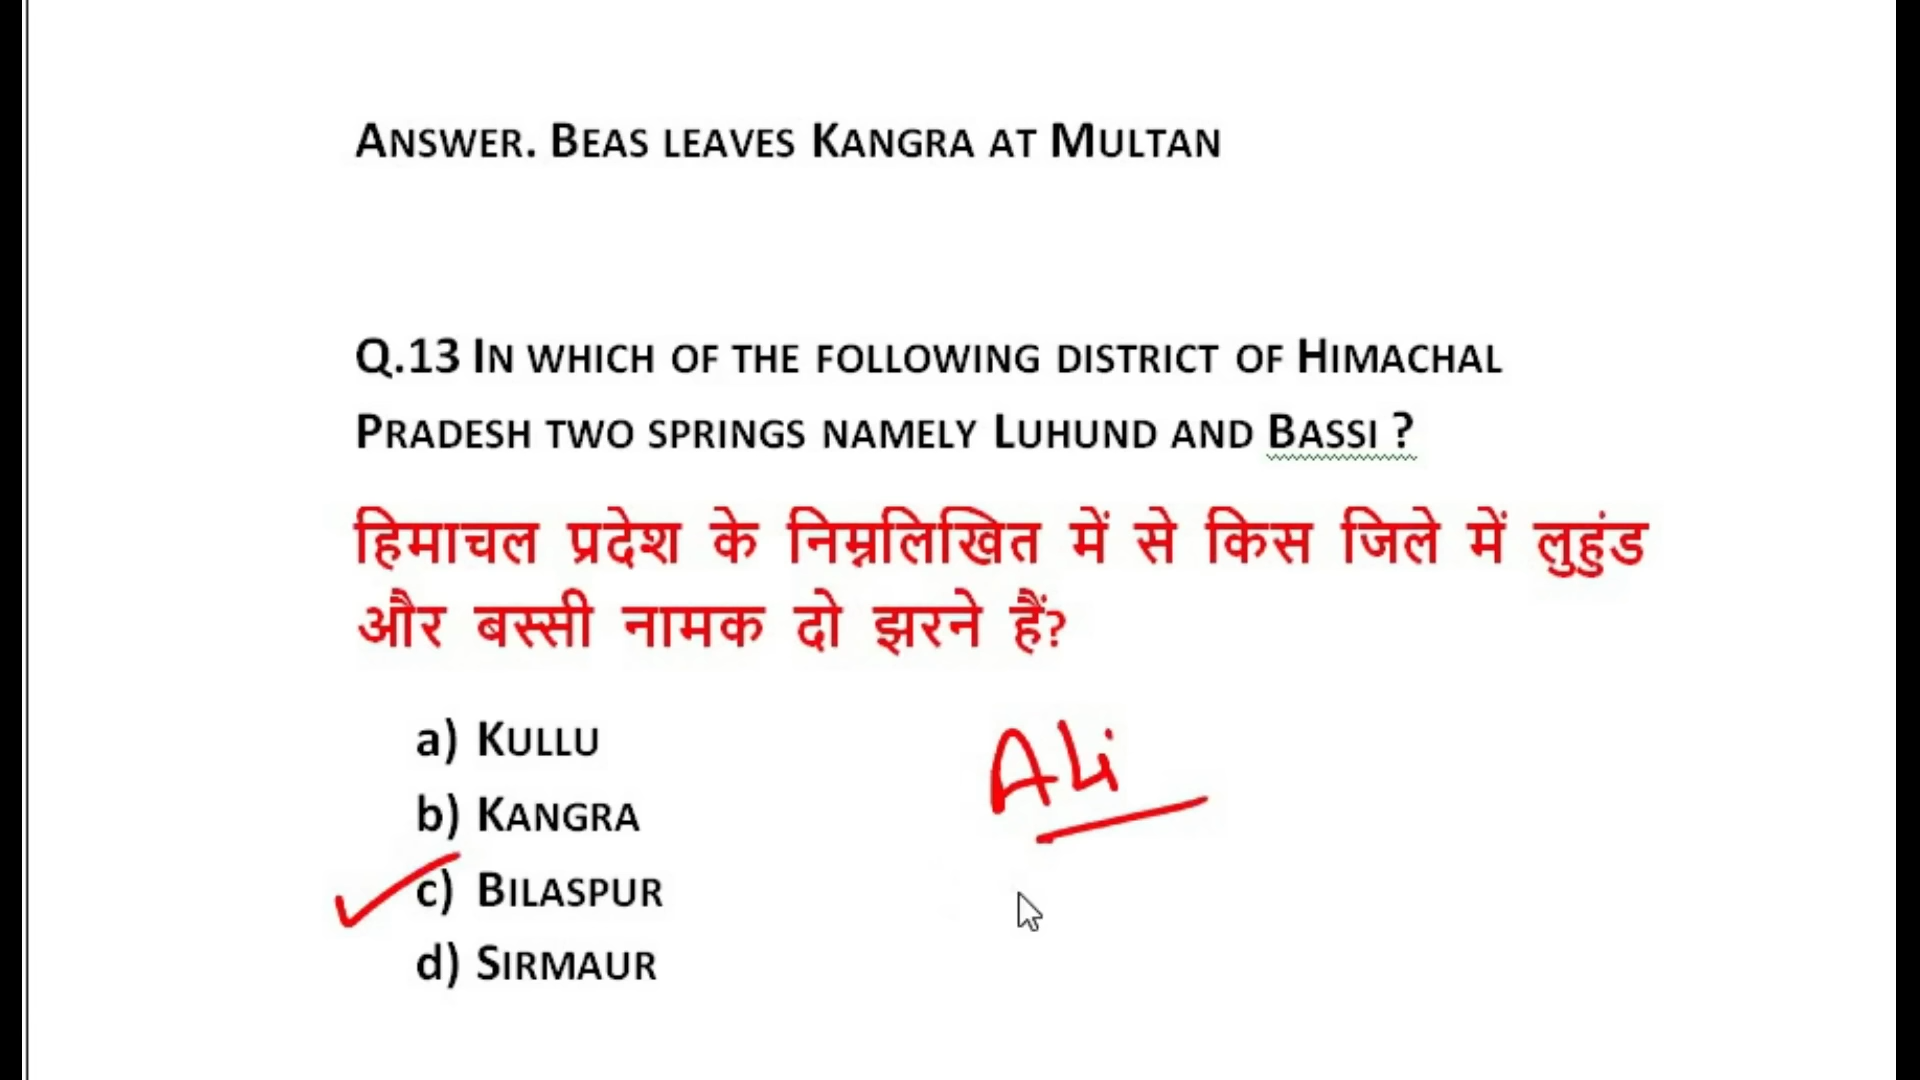 ANSWER. BEAS LEAVES KANGRA AT MULTAN
Q.13 IN WHICH OF THE FOLLOWING DISTRICT OF HIMACHAL
PRADESH TWO SPRINGS NAMELY LUHUND AND BASSI ?
हिमाचल प्रदेश के निम्नलिखित में से किस जिले में लुहुंड
और बस्सी नामक दो झरने हैं?
a) KULLU
b) KANGRA
Ali
c) BILASPUR
d) SIRMAUR